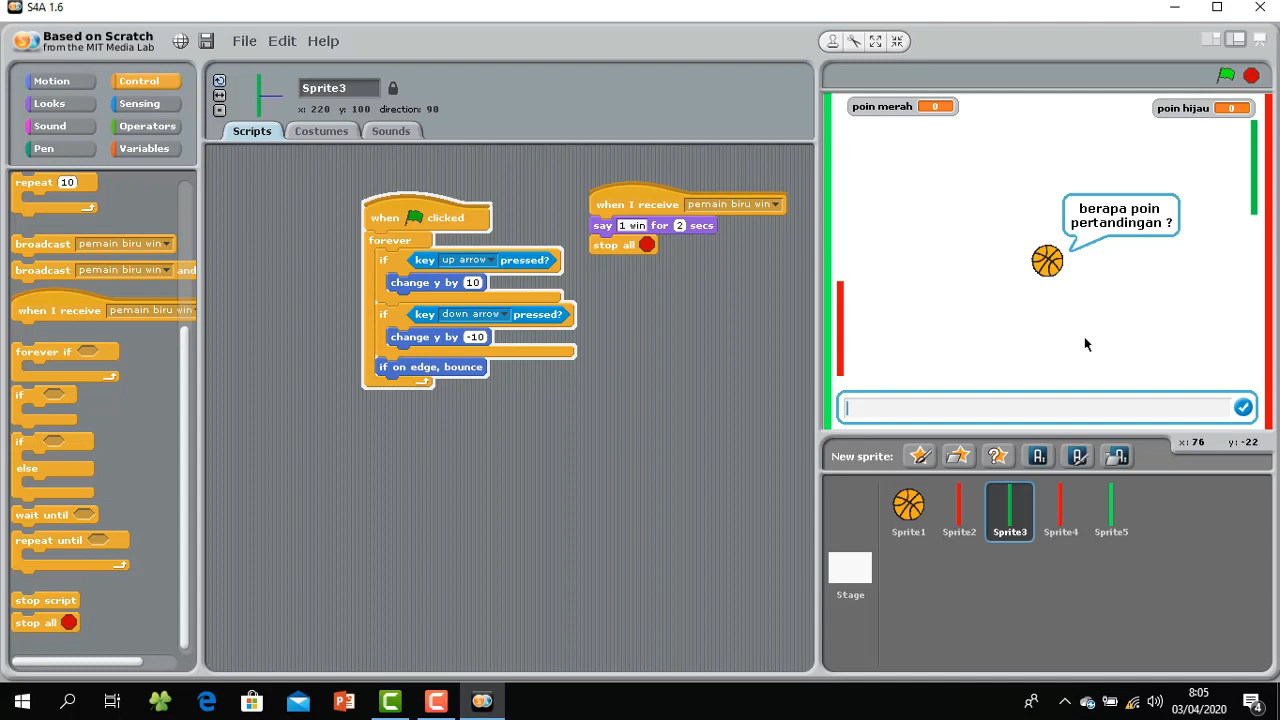 S4A 1.6
Based on Scratch
from the MIT Media Lab
File Edit Help
Motion Control
Looks Sensing
Sound Operators
Pen Variables
Sprite3
x: 220 y: 100 direction: 90
Scripts Costumes Sounds
repeat 10
broadcast pemain biru win
broadcast pemain biru win and
when I receive pemain biru win
forever if
if
if
else
wait until
repeat until
stop script
stop all
when clicked
forever
if key up arrow pressed?
change y by 10
if key down arrow pressed?
change y by -10
if on edge, bounce
when I receive pemain biru win
say 1 win for 2 secs
stop all
poin merah 0
poin hijau 0
berapa poin
pertandingan ?
x: 76 y: -22
New sprite:
Sprite1 Sprite2 Sprite3 Sprite4 Sprite5
Stage
8:05
03/04/2020
4